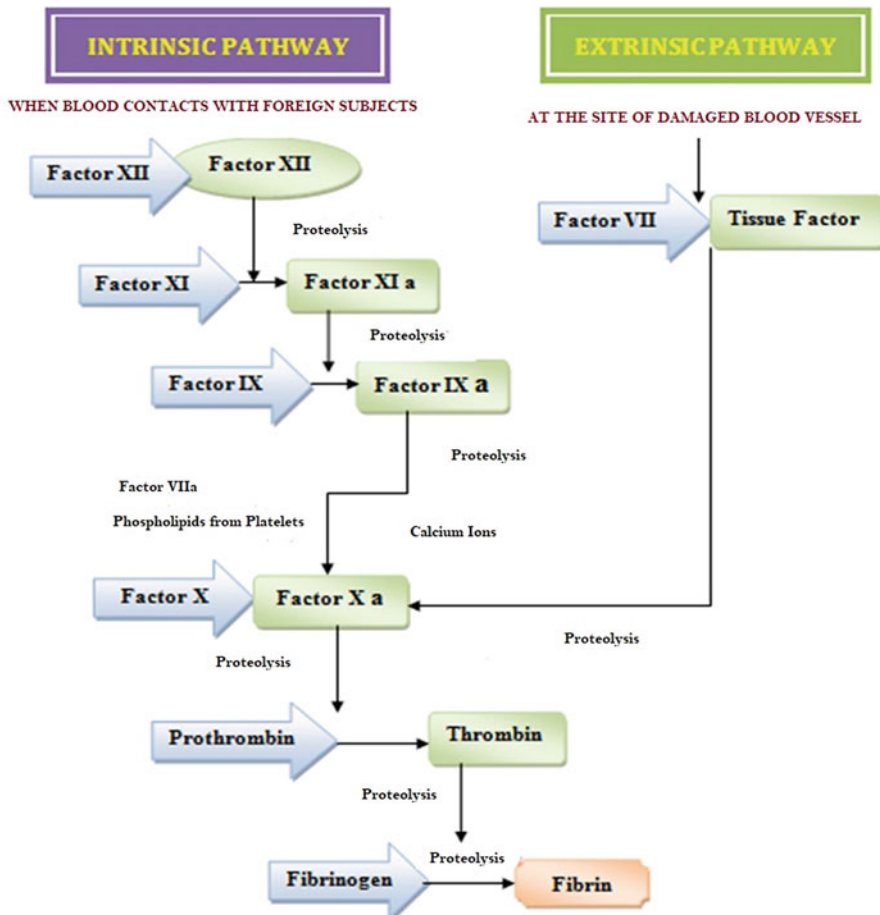 INTRINSIC PATHWAY
EXTRINSIC PATHWAY
WHEN BLOOD CONTACTS WITH FOREIGN SUBJECTS
AT THE SITE OF DAMAGED BLOOD VESSEL
Factor XII
Factor XII
Proteolysis
Factor VII
Tissue Factor
Factor XI
Factor XI a
Proteolysis
Factor IX
Factor IX a
Proteolysis
Factor VIIa
Phospholipids from Platelets
Calcium Ions
Factor X
Factor X a
Proteolysis
Proteolysis
Prothrombin
Thrombin
Proteolysis
Proteolysis
Fibrinogen
Fibrin